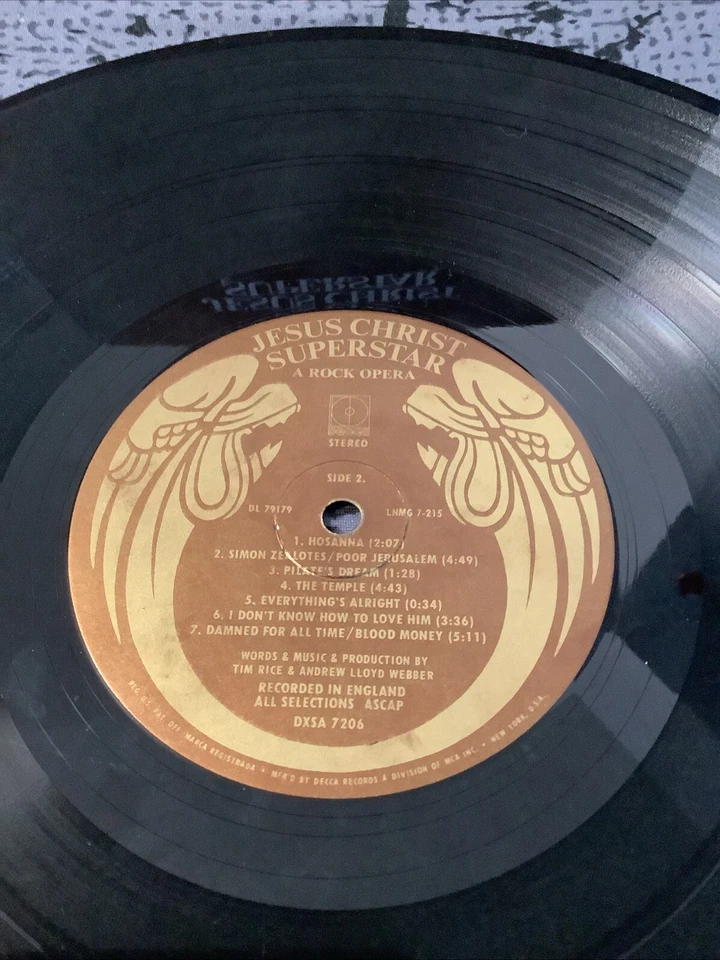 JESUS CHRIST
SUPERSTAR
A ROCK OPERA
STEREO
SIDE 2.
DL 79179 LNMG 7-215
1. HOSANNA (2:07)
2. SIMON ZEALOTES/POOR JERUSALEM (4:49)
3. PILATE'S DREAM (1:28)
4. THE TEMPLE (4:43)
5. EVERYTHING'S ALRIGHT (0:34)
6. I DON'T KNOW HOW TO LOVE HIM (3:36)
7. DAMNED FOR ALL TIME/BLOOD MONEY (5:11)
WORDS & MUSIC & PRODUCTION BY
TIM RICE & ANDREW LLOYD WEBBER
RECORDED IN ENGLAND
ALL SELECTIONS ASCAP
DXSA 7206
REG. U.S. PAT. OFF. MARCA REGISTRADA • MFR'D BY DECCA RECORDS A DIVISION OF MCA INC. • NEW YORK, U.S.A.